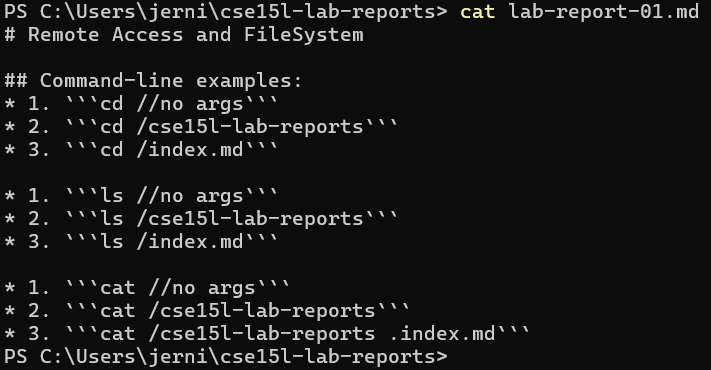 PS C:\Users\jerni\cse15l-lab-reports> cat lab-report-01.md
# Remote Access and FileSystem

## Command-line examples:
* 1. ```cd //no args```
* 2. ```cd /cse15l-lab-reports```
* 3. ```cd /index.md```

* 1. ```ls //no args```
* 2. ```ls /cse15l-lab-reports```
* 3. ```ls /index.md```

* 1. ```cat //no args```
* 2. ```cat /cse15l-lab-reports```
* 3. ```cat /cse15l-lab-reports .index.md```
PS C:\Users\jerni\cse15l-lab-reports>